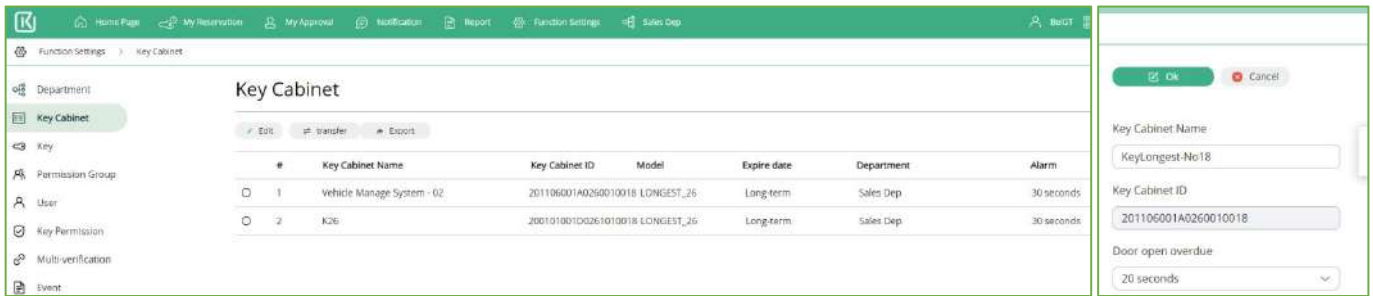 Home Page My Reservation My Approval Notification Report Function Settings Sales Dep BeIGT
Function Settings > Key Cabinet
Department
Key Cabinet
Key
Permission Group
User
Key Permission
Multi-verification
Event
Key Cabinet
Edit transfer Export
# Key Cabinet Name Key Cabinet ID Model Expire date Department Alarm
1 Vehicle Manage System - 02 201106001A0260010018 LONGEST_26 Long-term Sales Dep 30 seconds
2 K26 200101001D0261010018 LONGEST_26 Long-term Sales Dep 30 seconds
Ok Cancel
Key Cabinet Name
KeyLongest-No18
Key Cabinet ID
201106001A0260010018
Door open overdue
20 seconds